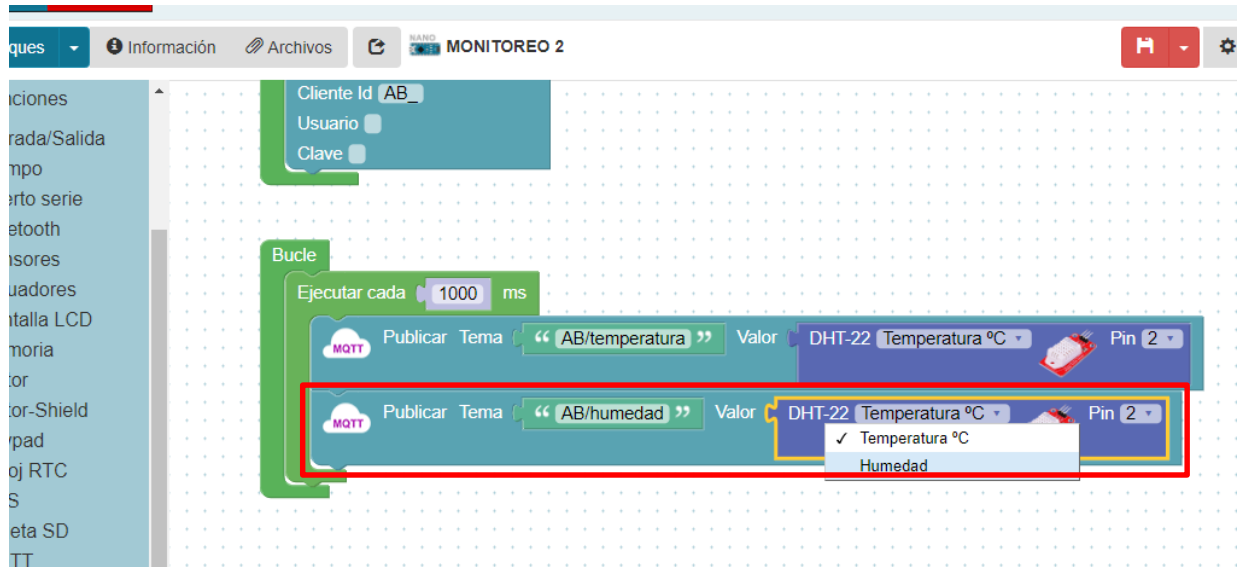 ques Información Archivos NANO MONITOREO 2
ciones
rada/Salida
mpo
erto serie
etooth
nsores
uadores
ntalla LCD
moria
tor
tor-Shield
ypad
oj RTC
S
eta SD
TT
Cliente Id AB_
Usuario
Clave
Bucle
Ejecutar cada 1000 ms
MQTT Publicar Tema “ AB/temperatura ” Valor DHT-22 Temperatura ºC Pin 2
MQTT Publicar Tema “ AB/humedad ” Valor DHT-22 Temperatura ºC Pin 2
✓ Temperatura ºC
Humedad